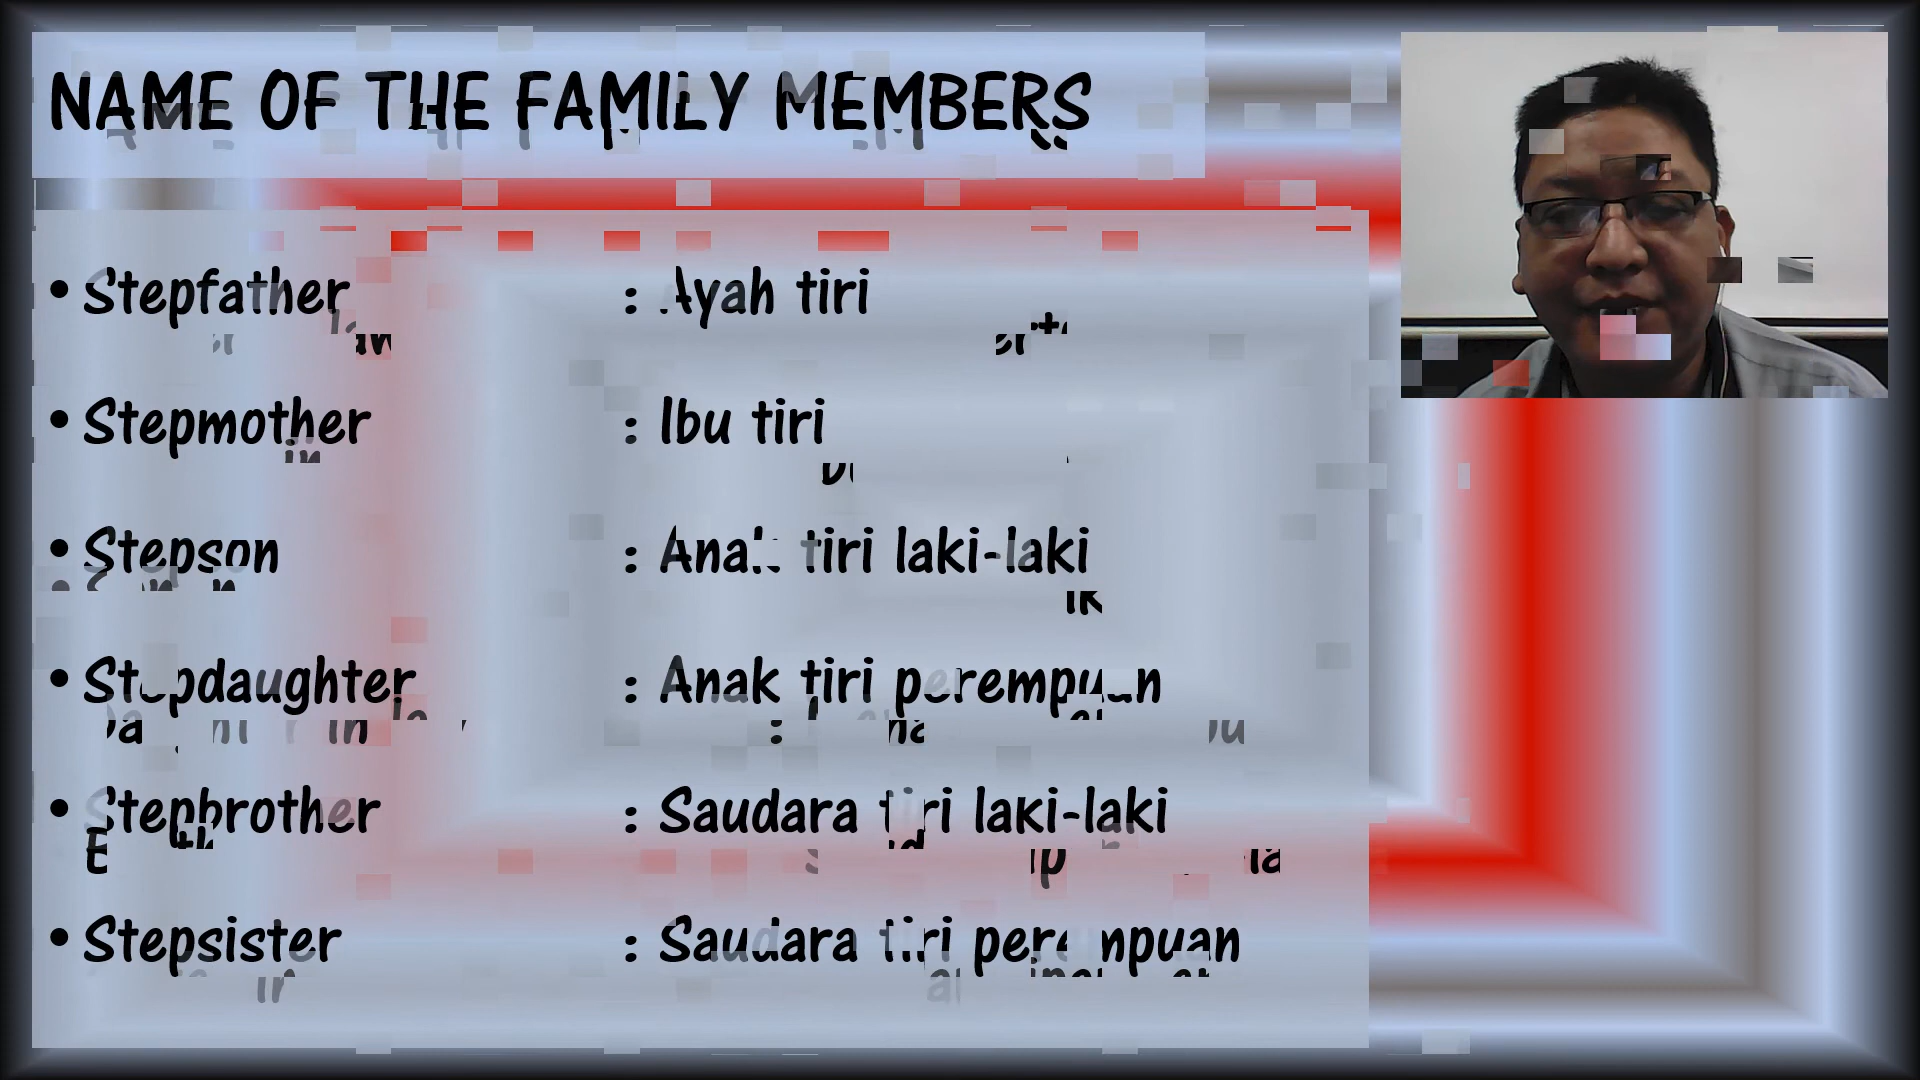 NAME OF THE FAMILY MEMBERS
• Stepfather : Ayah tiri
• Stepmother : Ibu tiri
• Stepson : Anak tiri laki-laki
• Stepdaughter : Anak tiri perempuan
• Stepbrother : Saudara tiri laki-laki
• Stepsister : Saudara tiri perempuan